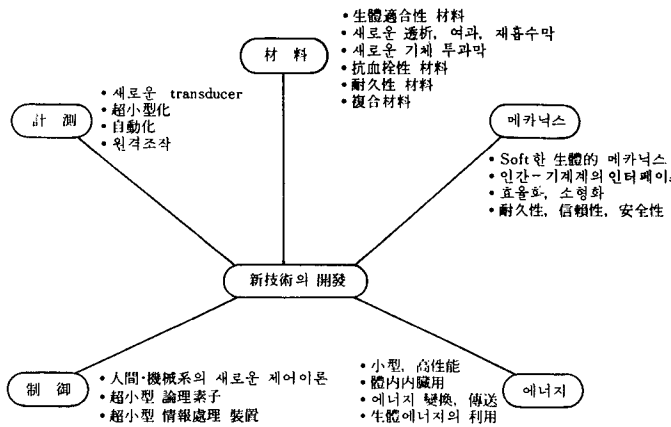 材 料
• 生體適合性 材料
• 새로운 透析, 여과, 재흡수막
• 새로운 기체 투과막
• 抗血栓性 材料
• 耐久性 材料
• 複合材料
計 測
• 새로운 transducer
• 超小型化
• 自動化
• 원격조작
메카닉스
• Soft한 生體的 메카닉스
• 인간-기계계의 인터페이스
• 효율화, 소형화
• 耐久性, 信賴性, 安全性
新技術의 開發
制 御
• 人間·機械系의 새로운 제어이론
• 超小型 論理素子
• 超小型 情報處理 裝置
에너지
• 小型, 高性能
• 體内内臟用
• 에너지 變換, 傳送
• 生體에너지의 利用